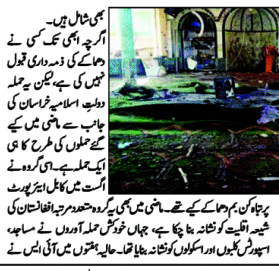 بھی شامل ہیں۔
اگرچہ ابھی تک کسی نے
دھماکے کی ذمہ داری قبول
نہیں کی ہے، لیکن یہ حملہ
دولتِ اسلامیہ خراسان کی
جانب سے ماضی میں کیے
گئے حملوں کی طرح کا ہی
ایک حملہ ہے۔ اسی گروہ نے
اگست میں کابل ایئرپورٹ
پر تباہ کن بم دھماکے کیے تھے۔ ماضی میں بھی یہ گروہ متعدد مرتبہ افغانستان کی
شیعہ اقلیت کو نشانہ بنا چکا ہے، جہاں خودکش حملہ آوروں نے مساجد،
اسپورٹس کلبوں اور اسکولوں کو نشانہ بنایا تھا۔ حالیہ ہفتوں میں آئی ایس نے